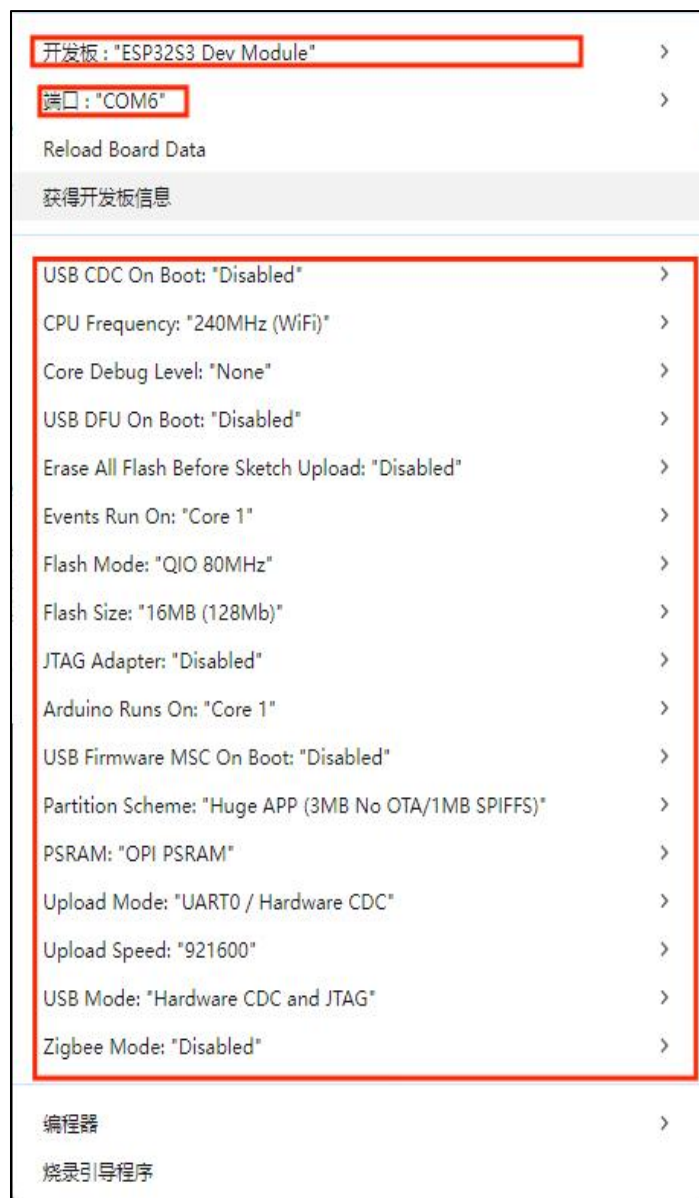 开发板 : "ESP32S3 Dev Module"
端口 : "COM6"
Reload Board Data
获得开发板信息
USB CDC On Boot: "Disabled"
CPU Frequency: "240MHz (WiFi)"
Core Debug Level: "None"
USB DFU On Boot: "Disabled"
Erase All Flash Before Sketch Upload: "Disabled"
Events Run On: "Core 1"
Flash Mode: "QIO 80MHz"
Flash Size: "16MB (128Mb)"
JTAG Adapter: "Disabled"
Arduino Runs On: "Core 1"
USB Firmware MSC On Boot: "Disabled"
Partition Scheme: "Huge APP (3MB No OTA/1MB SPIFFS)"
PSRAM: "OPI PSRAM"
Upload Mode: "UART0 / Hardware CDC"
Upload Speed: "921600"
USB Mode: "Hardware CDC and JTAG"
Zigbee Mode: "Disabled"
编程器
烧录引导程序